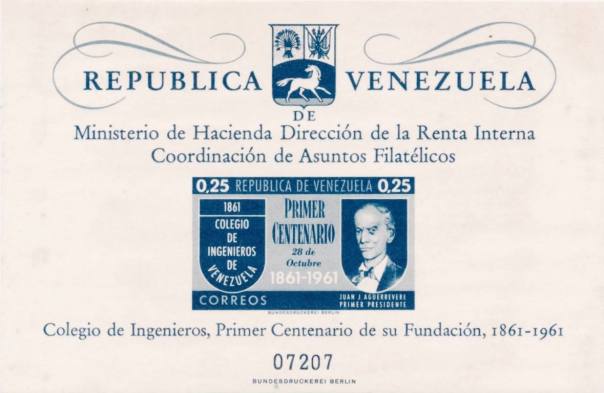 REPUBLICA VENEZUELA
DE
Ministerio de Hacienda Dirección de la Renta Interna
Coordinación de Asuntos Filatélicos
0,25 REPUBLICA DE VENEZUELA 0,25
1861
COLEGIO
DE
INGENIEROS
DE
VENEZUELA
PRIMER
CENTENARIO
28 de
Octubre
1861-1961
CORREOS
JUAN J. AGUERREVERE
PRIMER PRESIDENTE
BUNDESDRUCKEREI BERLIN
Colegio de Ingenieros, Primer Centenario de su Fundación, 1861-1961
07207
BUNDESDRUCKEREI BERLIN